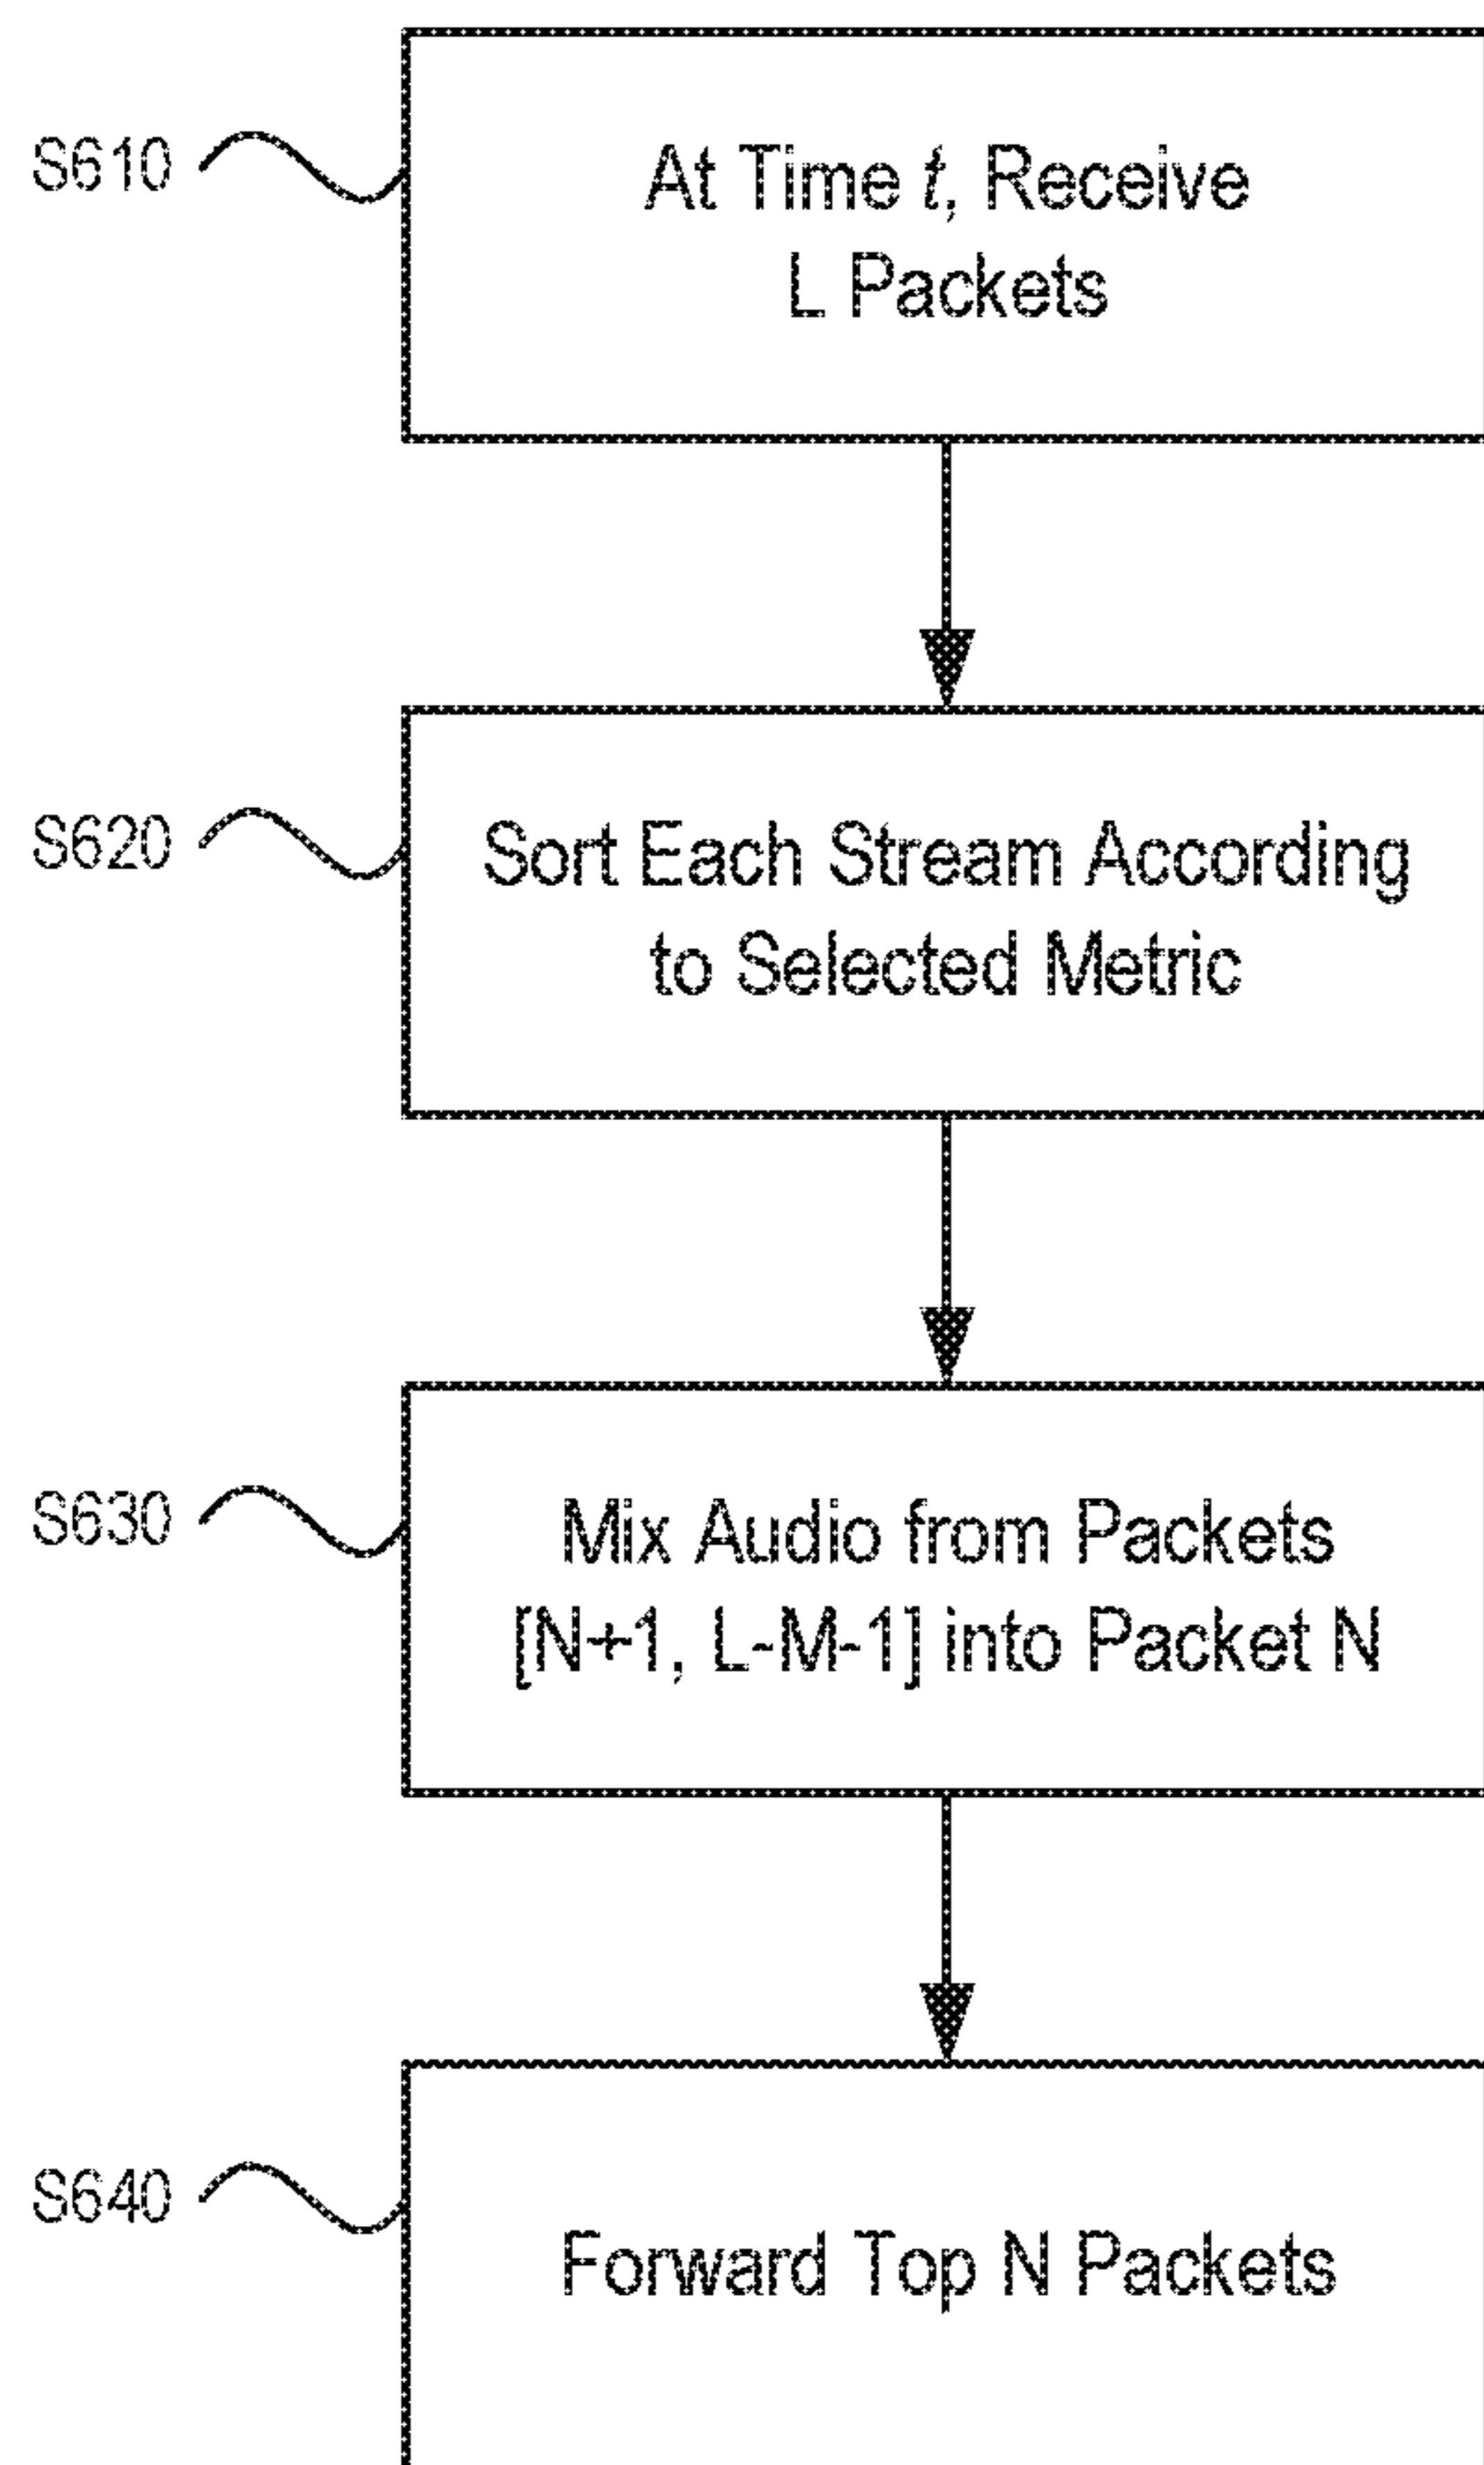 S610
At Time t, Receive
L Packets
S620
Sort Each Stream According
to Selected Metric
S630
Mix Audio from Packets
[N+1, L-M-1] into Packet N
S640
Forward Top N Packets